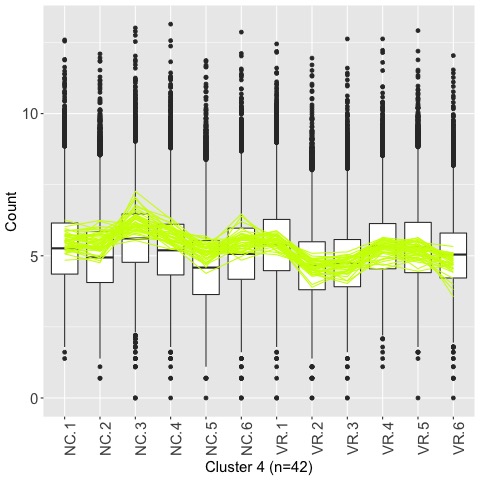 10
5
0
Count
NC.1
NC.2
NC.3
NC.4
NC.5
NC.6
VR.1
VR.2
VR.3
VR.4
VR.5
VR.6
Cluster 4 (n=42)